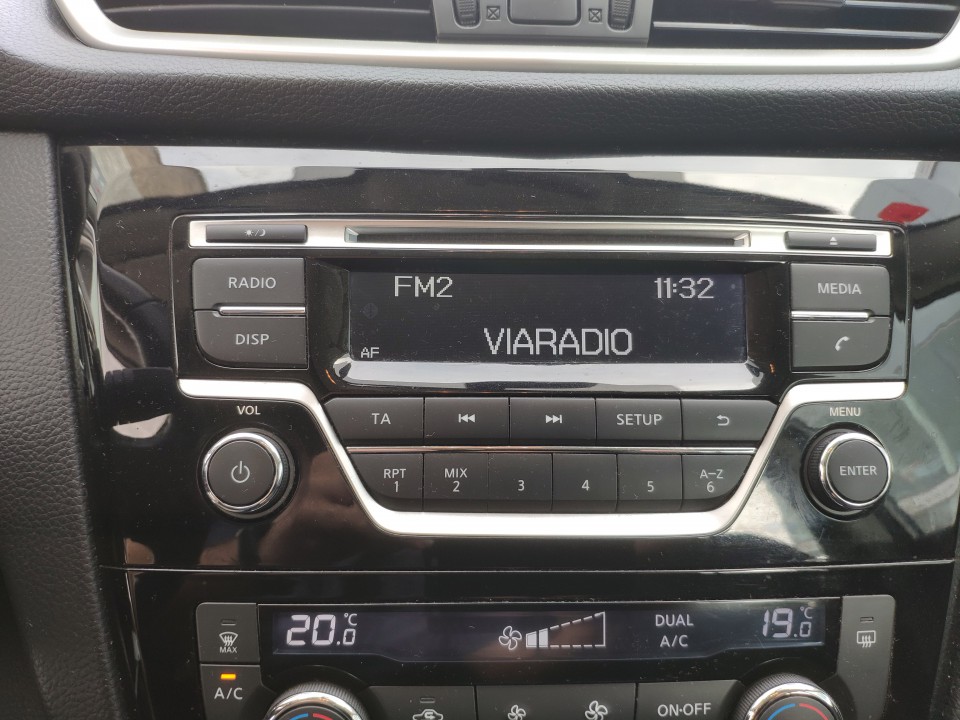 RADIO
DISP
FM2 11:32
VIARADIO
AF
MEDIA
VOL
TA
SETUP
MENU
RPT 1
MIX 2
3
4
5
A–Z 6
ENTER
MAX
A/C
20.0 °C
DUAL
A/C
19.0 °C
ON·OFF